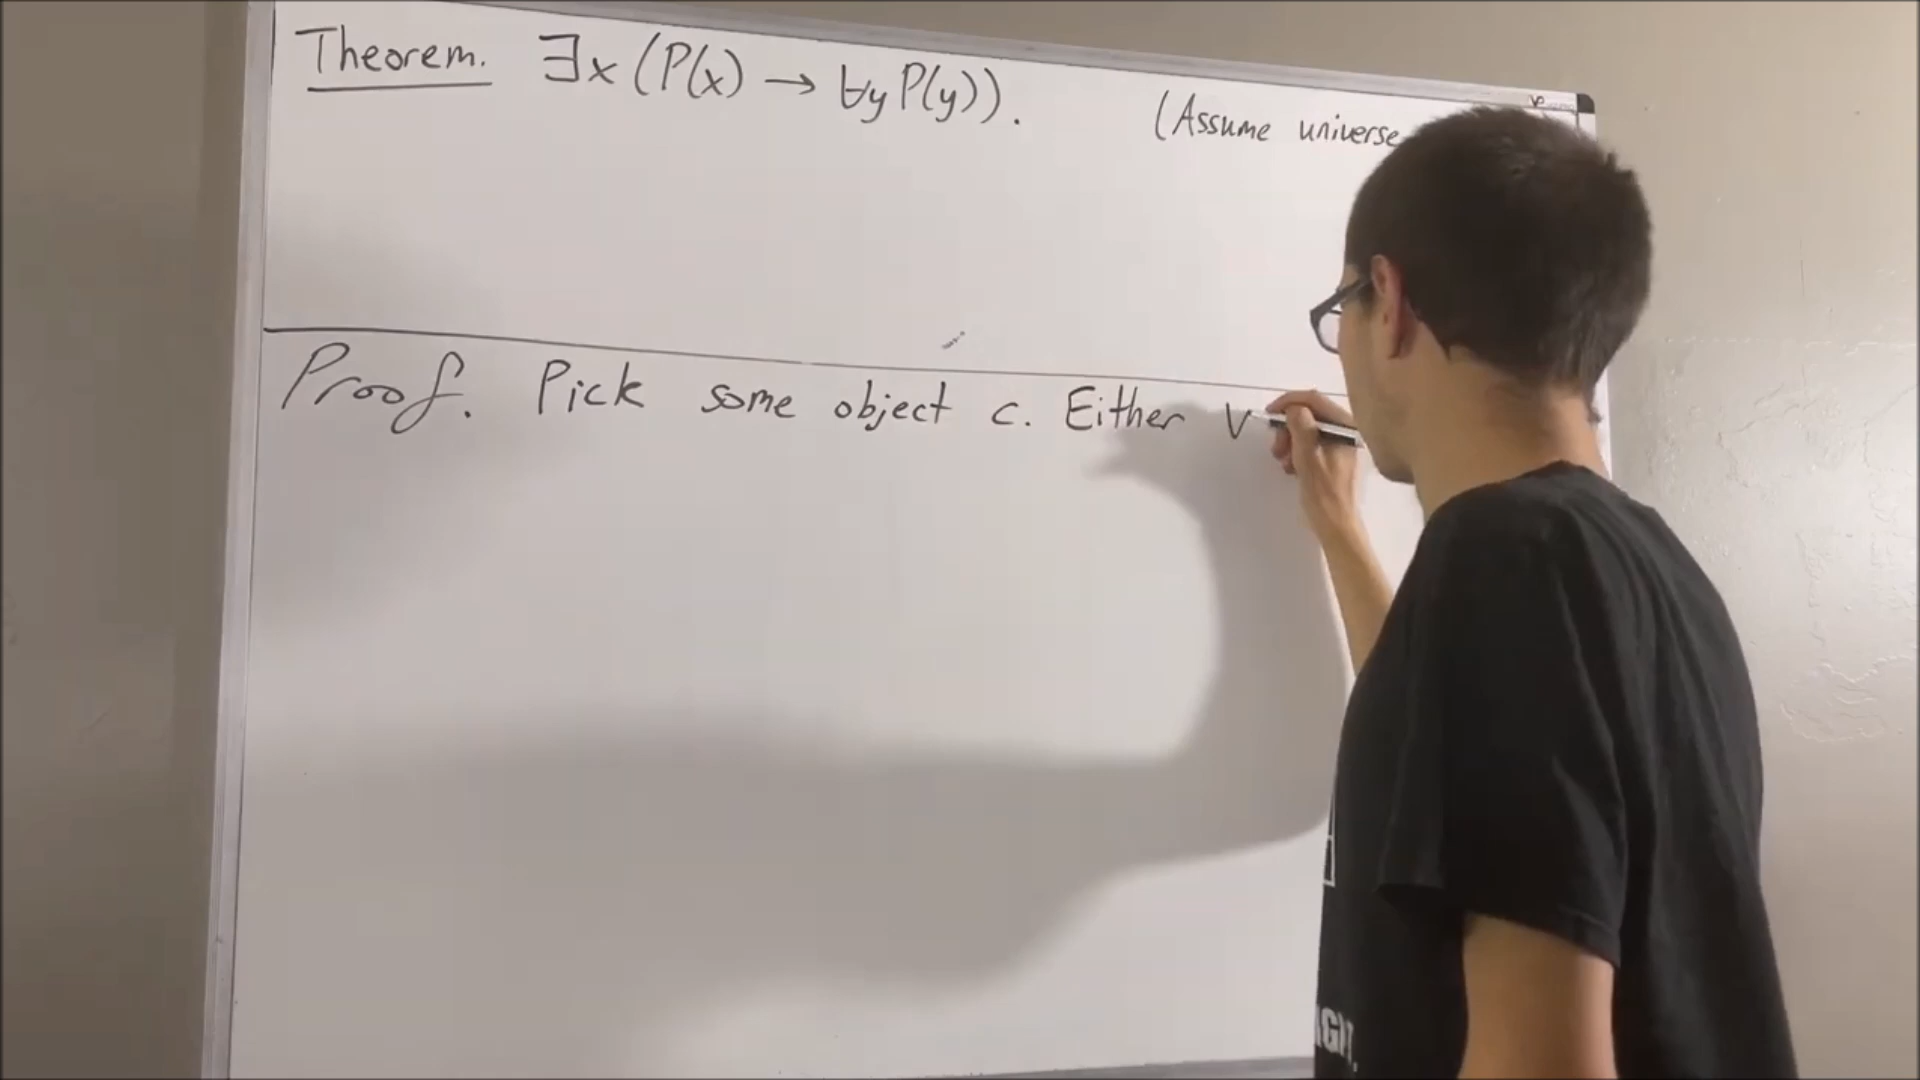 Theorem. ∃x (P(x) → ∀y P(y)). (Assume universe
Proof. Pick some object c. Either